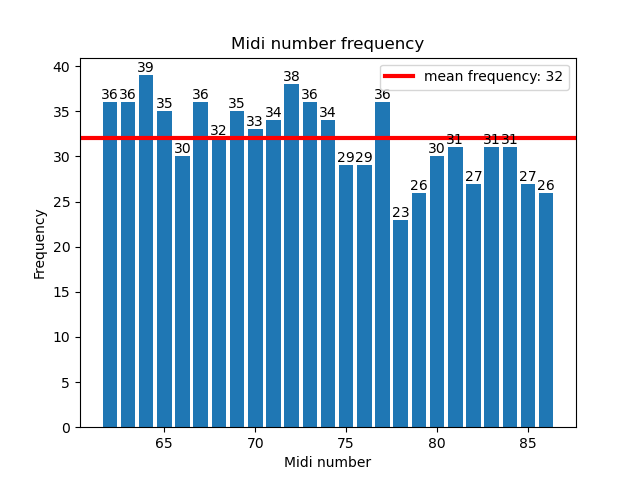 Midi number frequency
mean frequency: 32
Frequency
40
35
30
25
20
15
10
5
0
36 36 39 35 30 36 32 35 33 34 38 36 34 29 29 36 23 26 30 31 27 31 31 27 26
65 70 75 80 85
Midi number